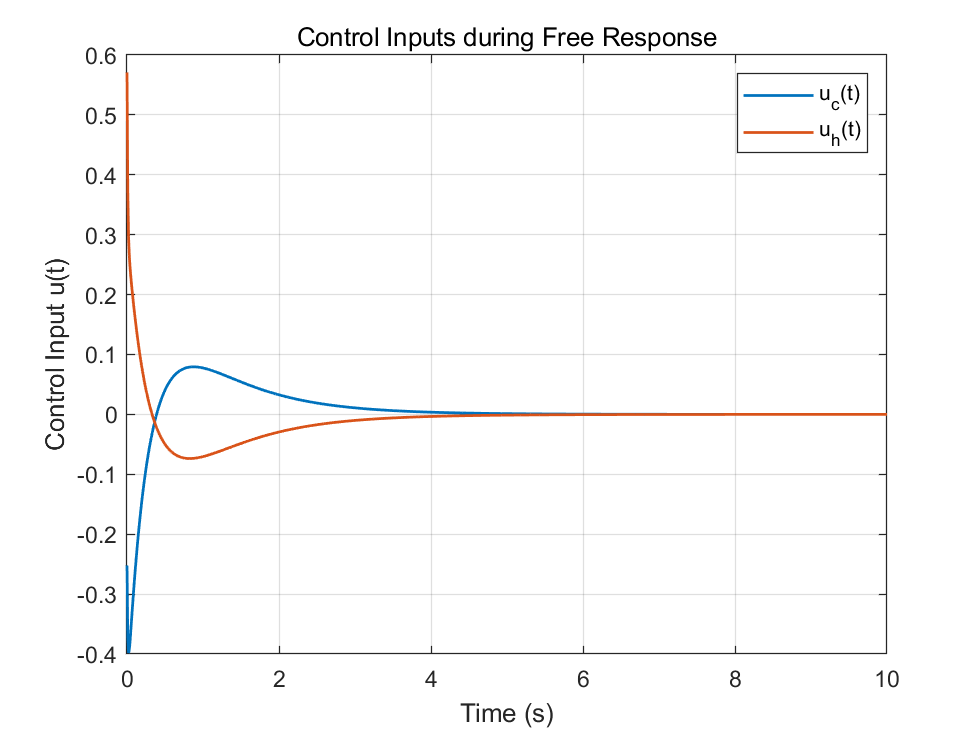 Control Inputs during Free Response
0.6
0.5
0.4
0.3
0.2
0.1
0
-0.1
-0.2
-0.3
-0.4
Control Input u(t)
u_c(t)
u_h(t)
0 2 4 6 8 10
Time (s)